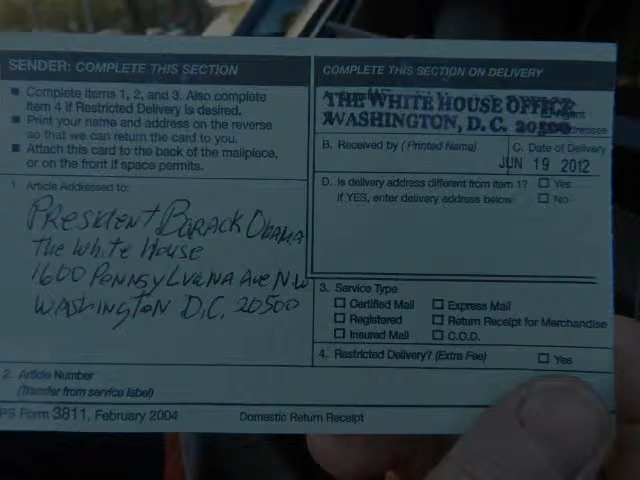 SENDER: COMPLETE THIS SECTION
■ Complete items 1, 2, and 3. Also complete
item 4 if Restricted Delivery is desired.
■ Print your name and address on the reverse
so that we can return the card to you.
■ Attach this card to the back of the mailpiece,
or on the front if space permits.
1. Article Addressed to:
PRESIDENT BARACK OBAMA
The White House
1600 PENNSYLVANA AVE NW
WASHINGTON D.C. 20500
2. Article Number
(Transfer from service label)
PS Form 3811, February 2004
Domestic Return Receipt
COMPLETE THIS SECTION ON DELIVERY
THE WHITE HOUSE OFFICE
WASHINGTON, D.C. 20500
B. Received by (Printed Name)
C. Date of Delivery
JUN 19 2012
D. Is delivery address different from item 1? ☐ Yes
If YES, enter delivery address below: ☐ No
3. Service Type
☐ Certified Mail ☐ Express Mail
☐ Registered ☐ Return Receipt for Merchandise
☐ Insured Mail ☐ C.O.D.
4. Restricted Delivery? (Extra Fee) ☐ Yes